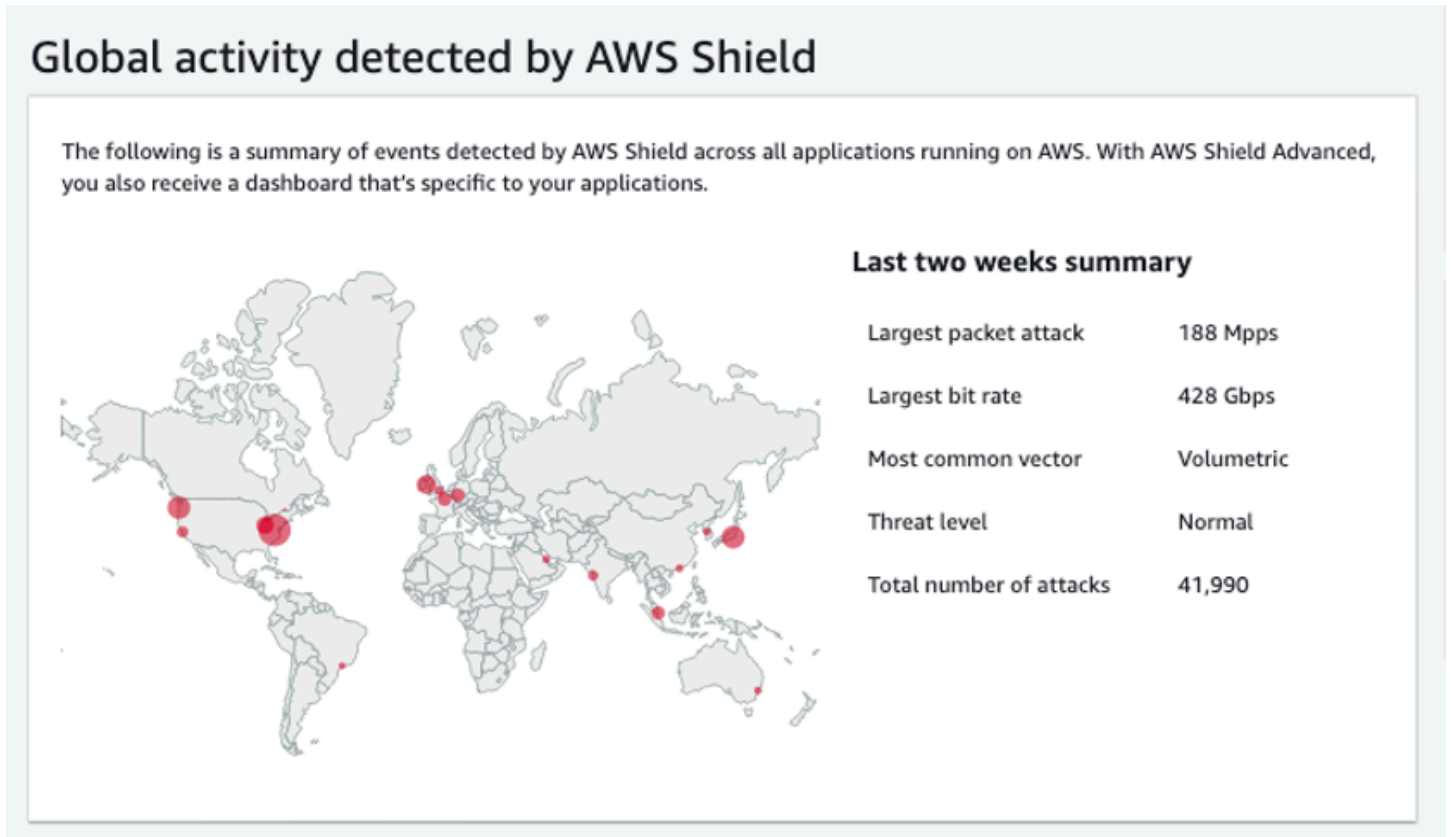 Global activity detected by AWS Shield
The following is a summary of events detected by AWS Shield across all applications running on AWS. With AWS Shield Advanced,
you also receive a dashboard that's specific to your applications.
Last two weeks summary
Largest packet attack 188 Mpps
Largest bit rate 428 Gbps
Most common vector Volumetric
Threat level Normal
Total number of attacks 41,990